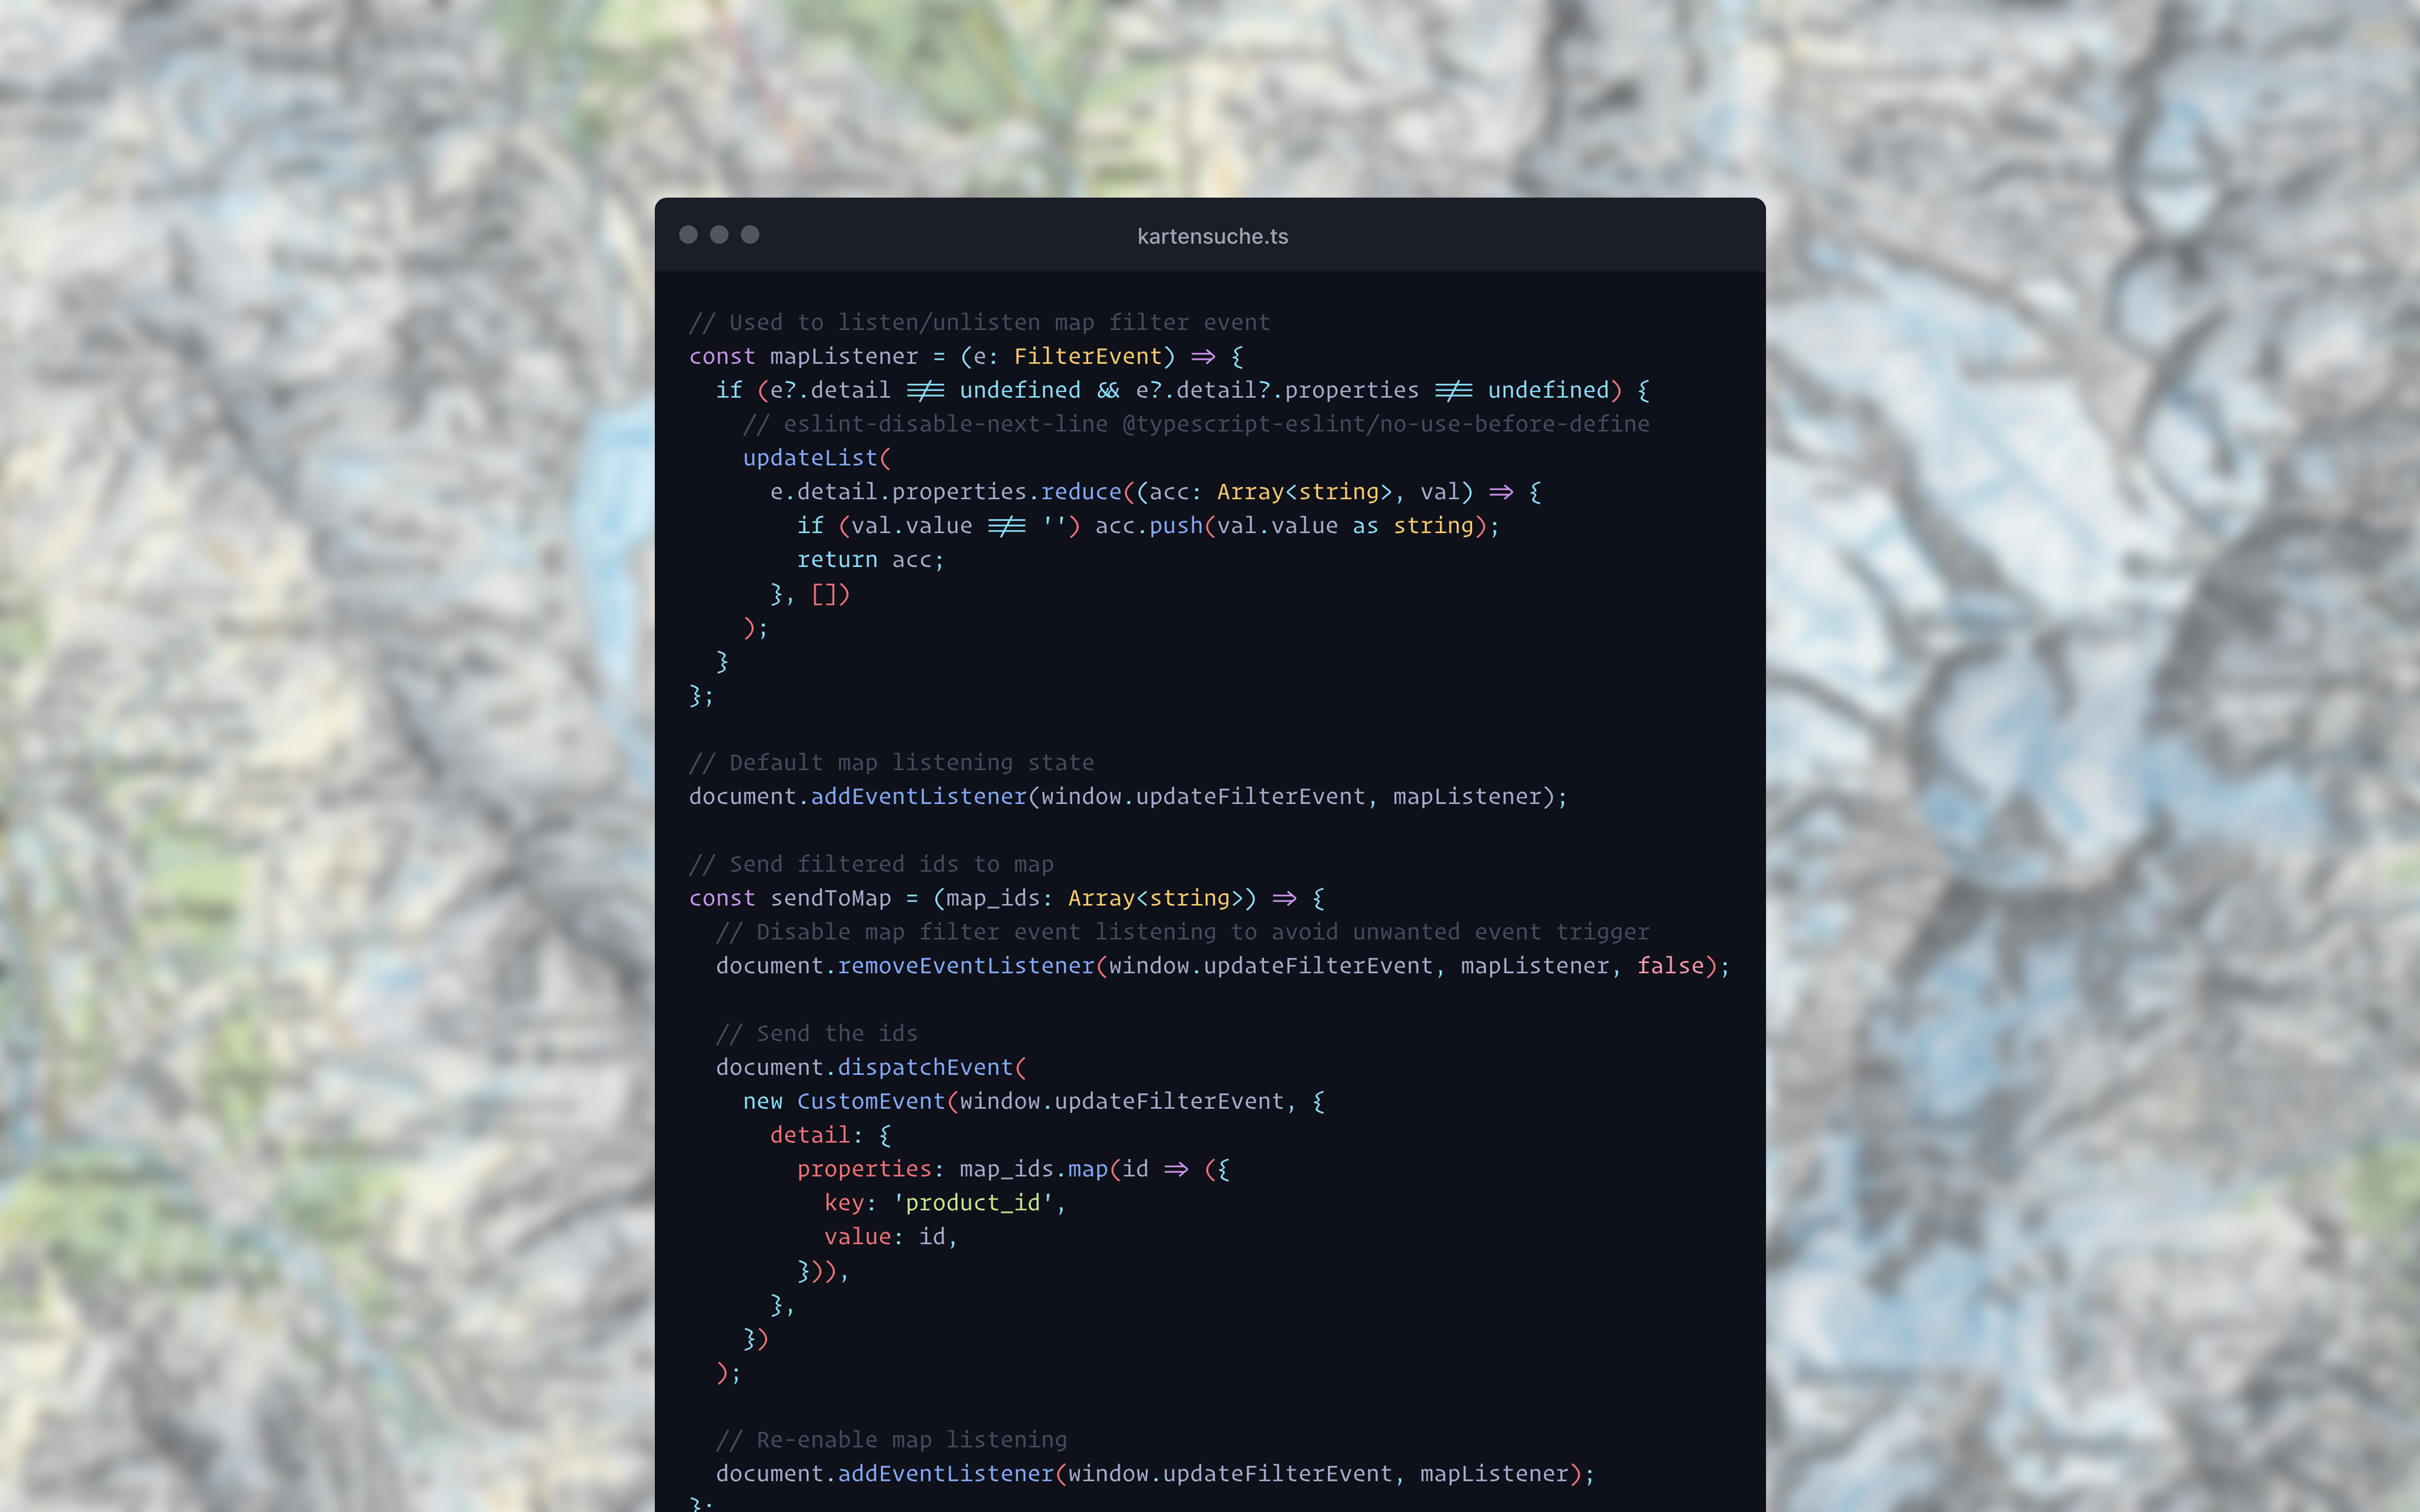 kartensuche.ts
// Used to listen/unlisten map filter event
const mapListener = (e: FilterEvent) => {
  if (e?.detail !== undefined && e?.detail?.properties !== undefined) {
    // eslint-disable-next-line @typescript-eslint/no-use-before-define
    updateList(
      e.detail.properties.reduce((acc: Array<string>, val) => {
        if (val.value !== '') acc.push(val.value as string);
        return acc;
      }, [])
    );
  }
};
// Default map listening state
document.addEventListener(window.updateFilterEvent, mapListener);
// Send filtered ids to map
const sendToMap = (map_ids: Array<string>) => {
  // Disable map filter event listening to avoid unwanted event trigger
  document.removeEventListener(window.updateFilterEvent, mapListener, false);
  // Send the ids
  document.dispatchEvent(
    new CustomEvent(window.updateFilterEvent, {
      detail: {
        properties: map_ids.map(id => ({
          key: 'product_id',
          value: id,
        })),
      },
    })
  );
  // Re-enable map listening
  document.addEventListener(window.updateFilterEvent, mapListener);
};